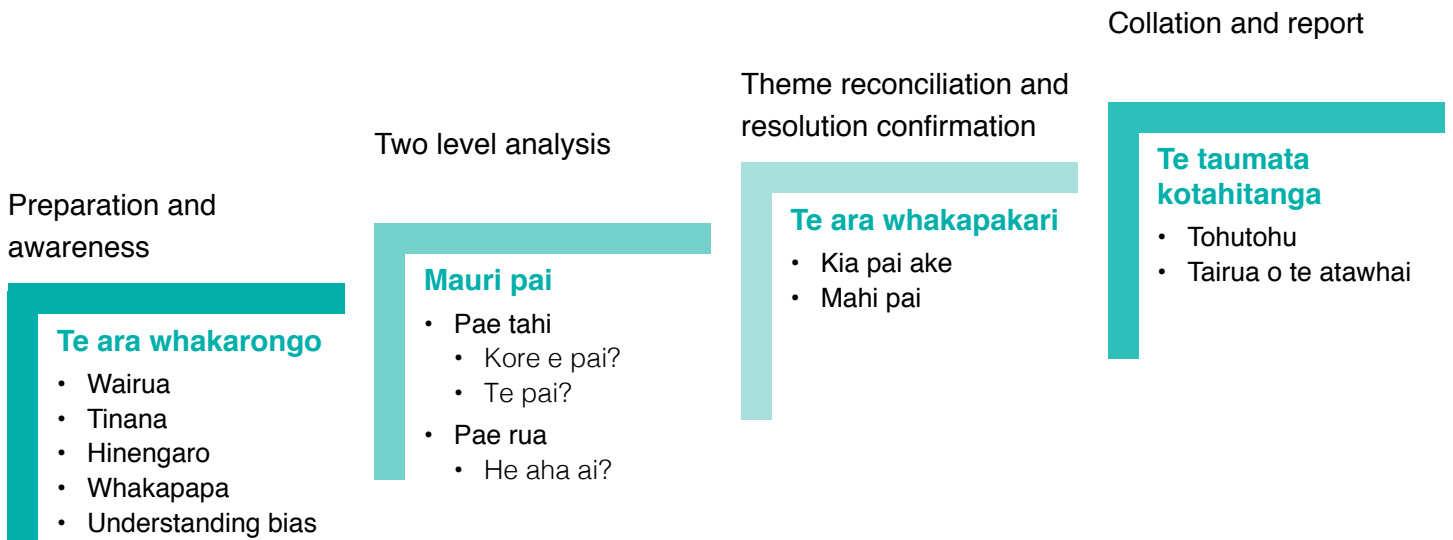 Preparation and
awareness
Te ara whakarongo
• Wairua
• Tinana
• Hinengaro
• Whakapapa
• Understanding bias
Two level analysis
Mauri pai
• Pae tahi
• Kore e pai?
• Te pai?
• Pae rua
• He aha ai?
Theme reconciliation and
resolution confirmation
Te ara whakapakari
• Kia pai ake
• Mahi pai
Collation and report
Te taumata
kotahitanga
• Tohutohu
• Tairua o te atawhai